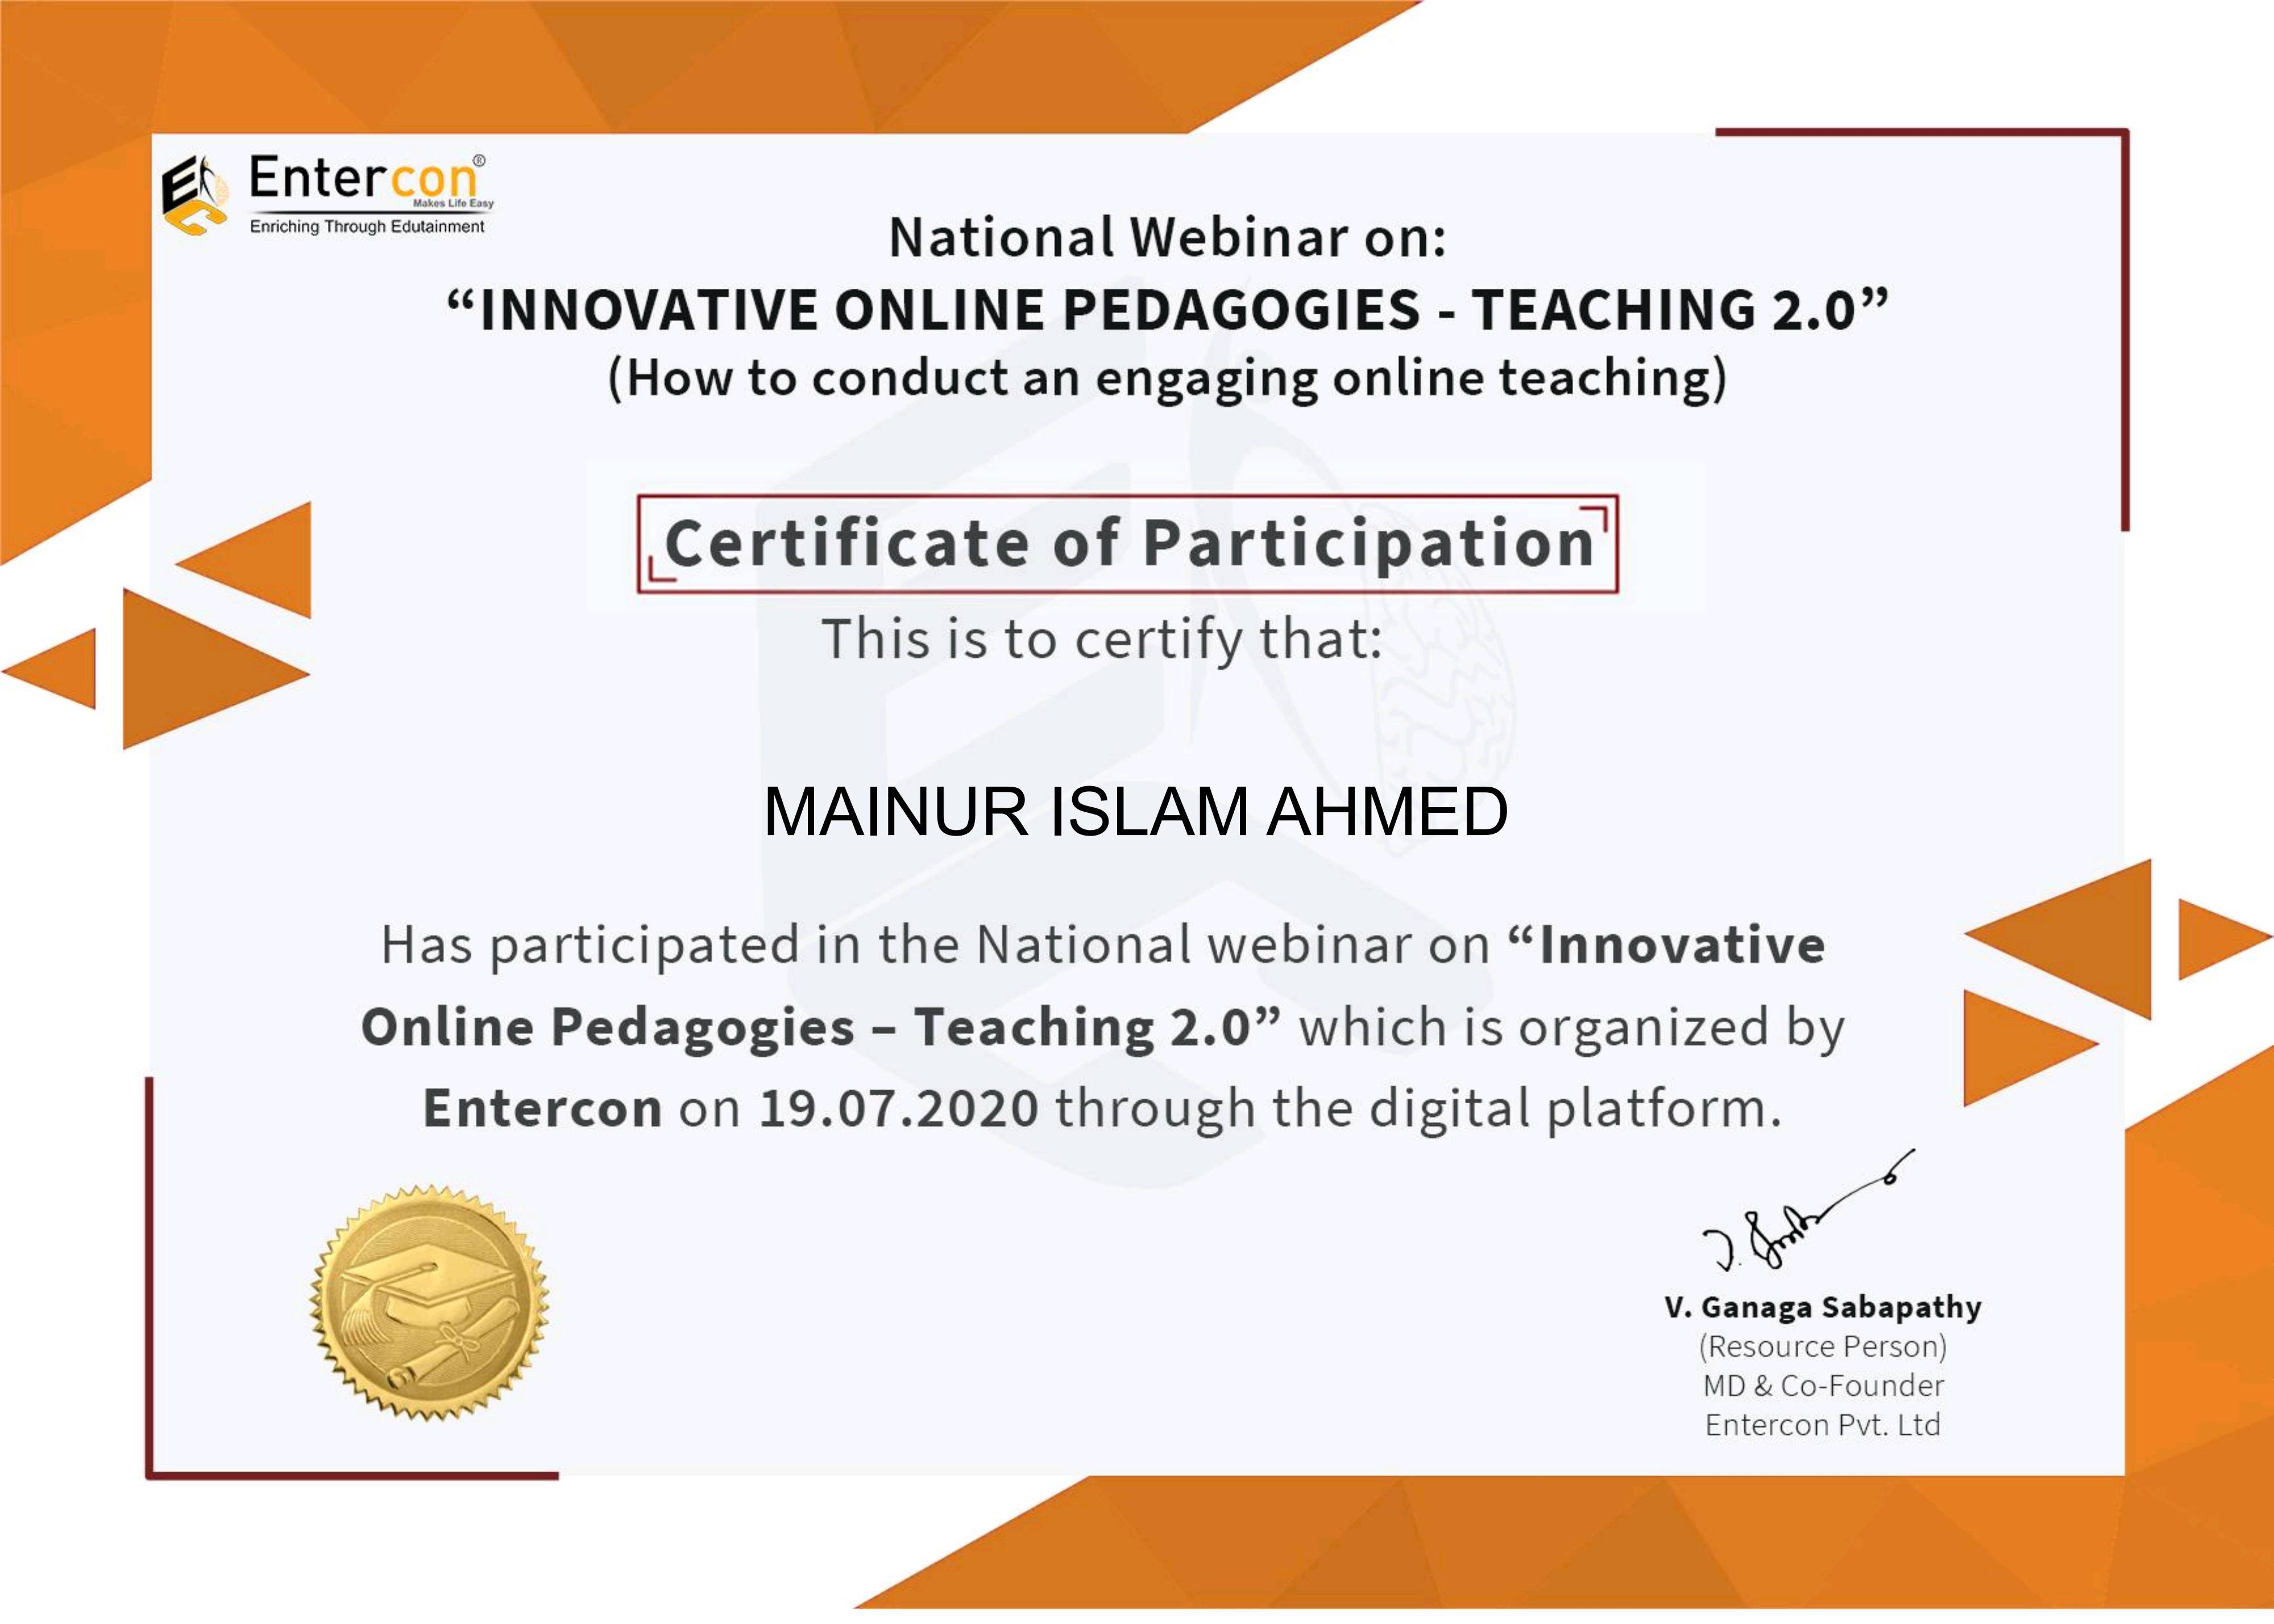 Entercon®
Makes Life Easy
Enriching Through Edutainment
National Webinar on:
“INNOVATIVE ONLINE PEDAGOGIES - TEACHING 2.0”
(How to conduct an engaging online teaching)
Certificate of Participation
This is to certify that:
MAINUR ISLAM AHMED
Has participated in the National webinar on “Innovative
Online Pedagogies – Teaching 2.0” which is organized by
Entercon on 19.07.2020 through the digital platform.
V. Ganaga Sabapathy
(Resource Person)
MD & Co-Founder
Entercon Pvt. Ltd